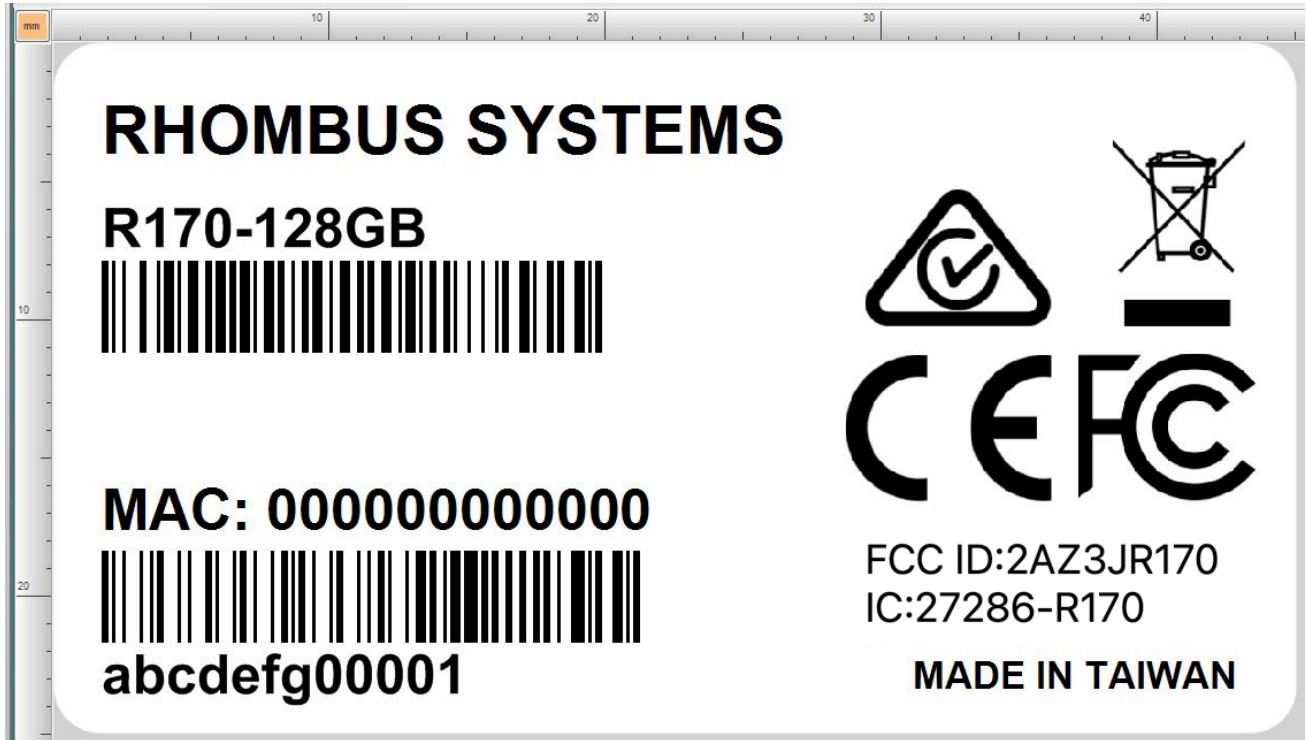 mm
10
20
30
40
10
20
RHOMBUS SYSTEMS
R170-128GB
MAC: 000000000000
abcdefg00001
CE FC
FCC ID:2AZ3JR170
IC:27286-R170
MADE IN TAIWAN